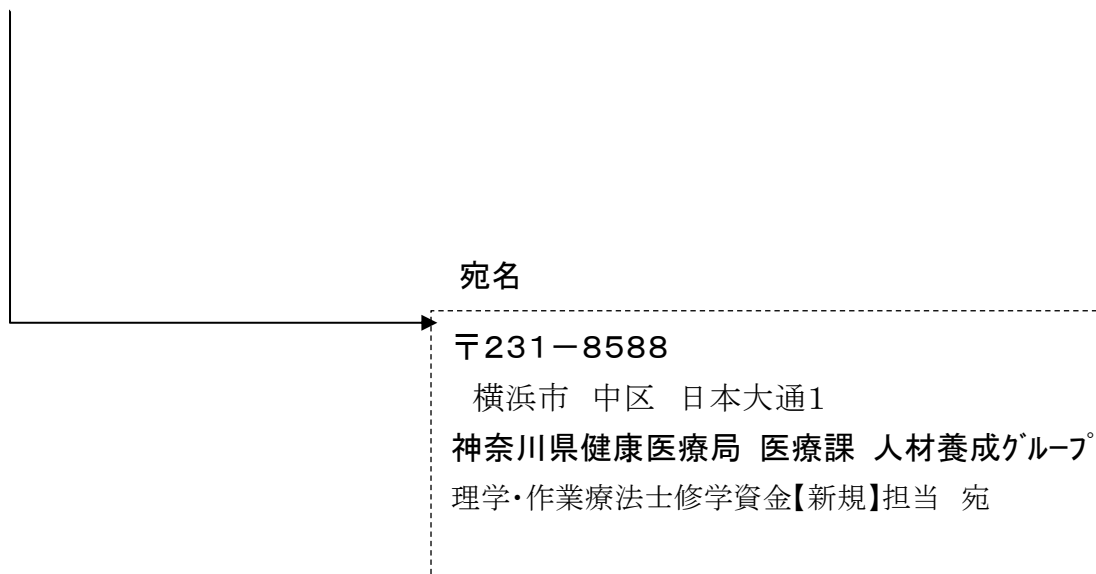 宛名
〒231－8588
横浜市　中区　日本大通1
神奈川県健康医療局　医療課　人材養成ｸﾞﾙｰﾌﾟ
理学・作業療法士修学資金【新規】担当　宛